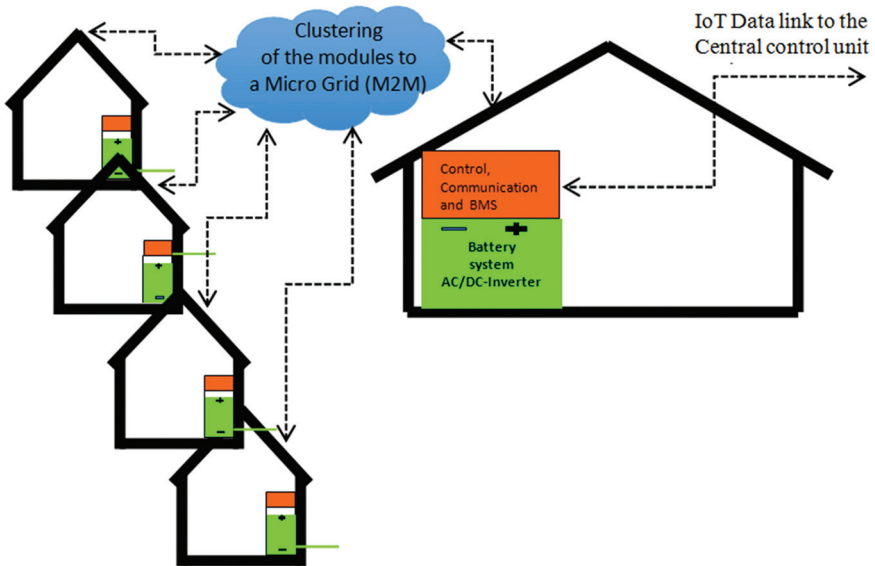 Clustering
of the modules to
a Micro Grid (M2M)
IoT Data link to the
Central control unit
Control,
Communication
and BMS
Battery
system
AC/DC-Inverter